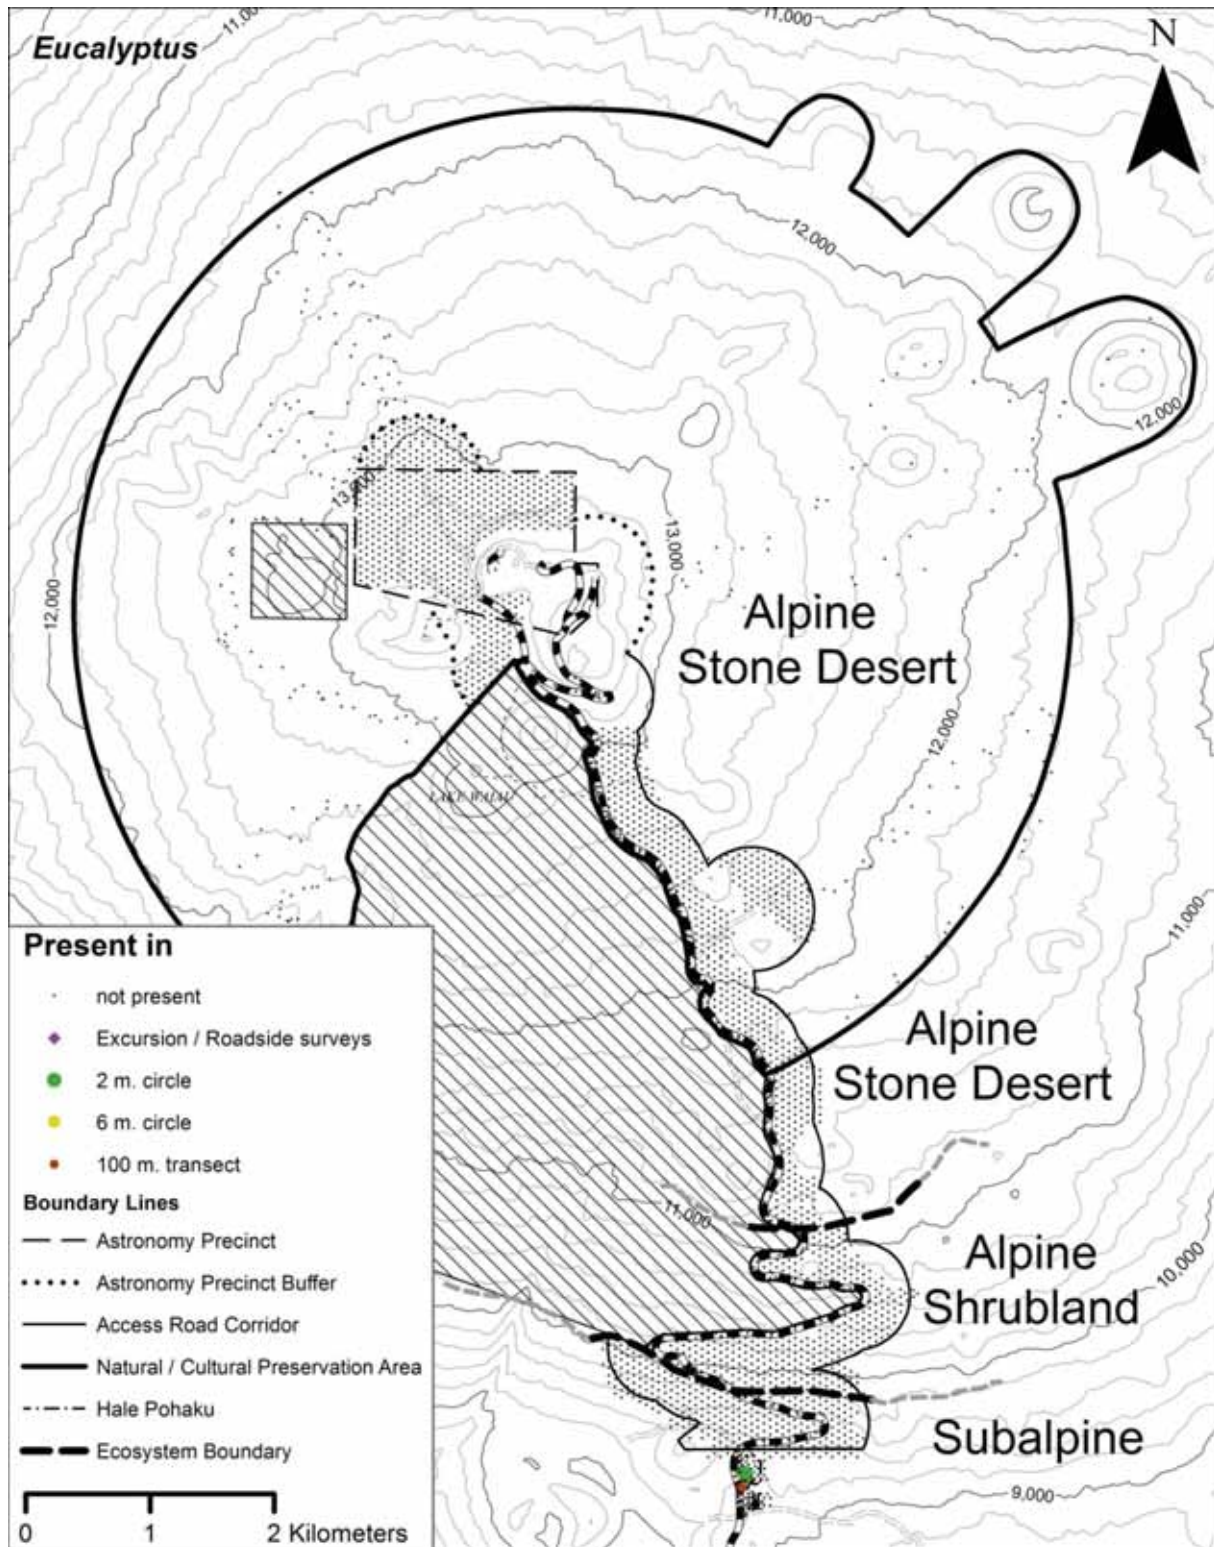 Eucalyptus
11,000
11,000
N
12,000
13,000
13,000
12,000
12,000
Alpine
Stone Desert
12,000
LAKE WAIAU
11,000
Alpine
Stone Desert
11,000
10,000
Alpine
Shrubland
Subalpine
9,000
Present in
not present
Excursion / Roadside surveys
2 m. circle
6 m. circle
100 m. transect
Boundary Lines
Astronomy Precinct
Astronomy Precinct Buffer
Access Road Corridor
Natural / Cultural Preservation Area
Hale Pohaku
Ecosystem Boundary
0 1 2 Kilometers